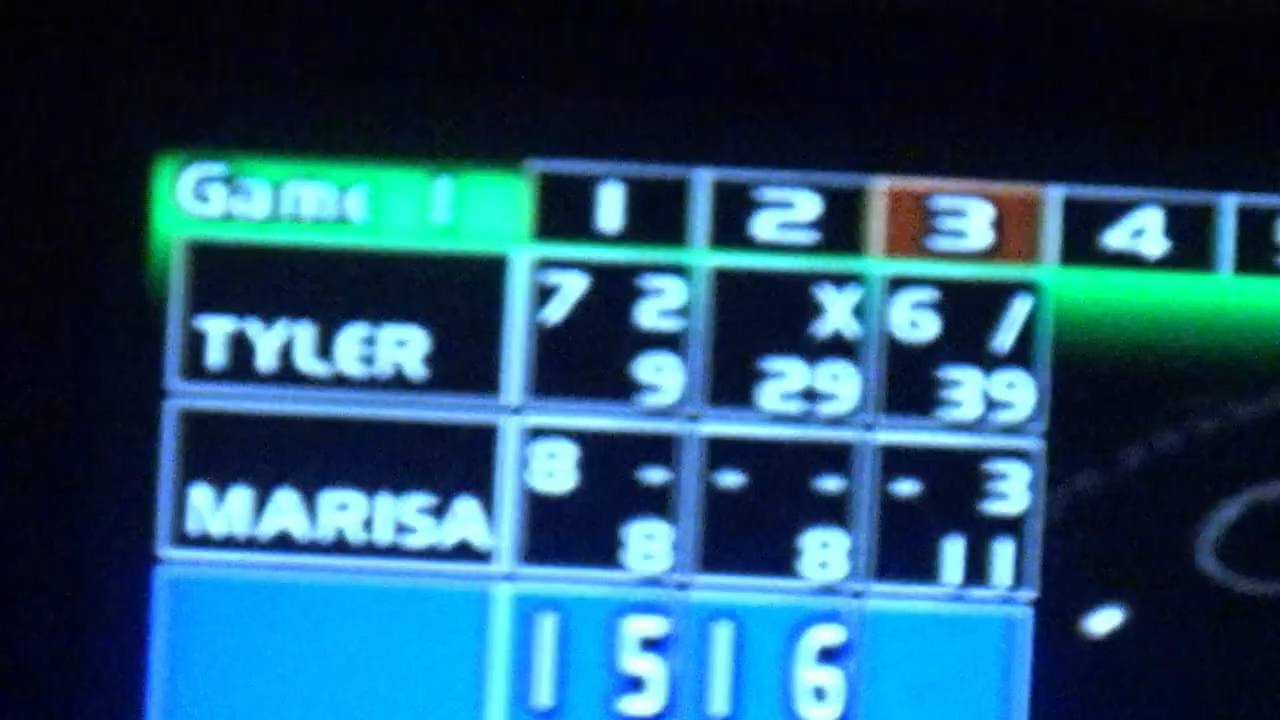 Game 1 1 2 3 4
TYLER 7 2 X 6 /
9 29 39
MARISA 8 - - - - 3
8 8 11
1 5 1 6